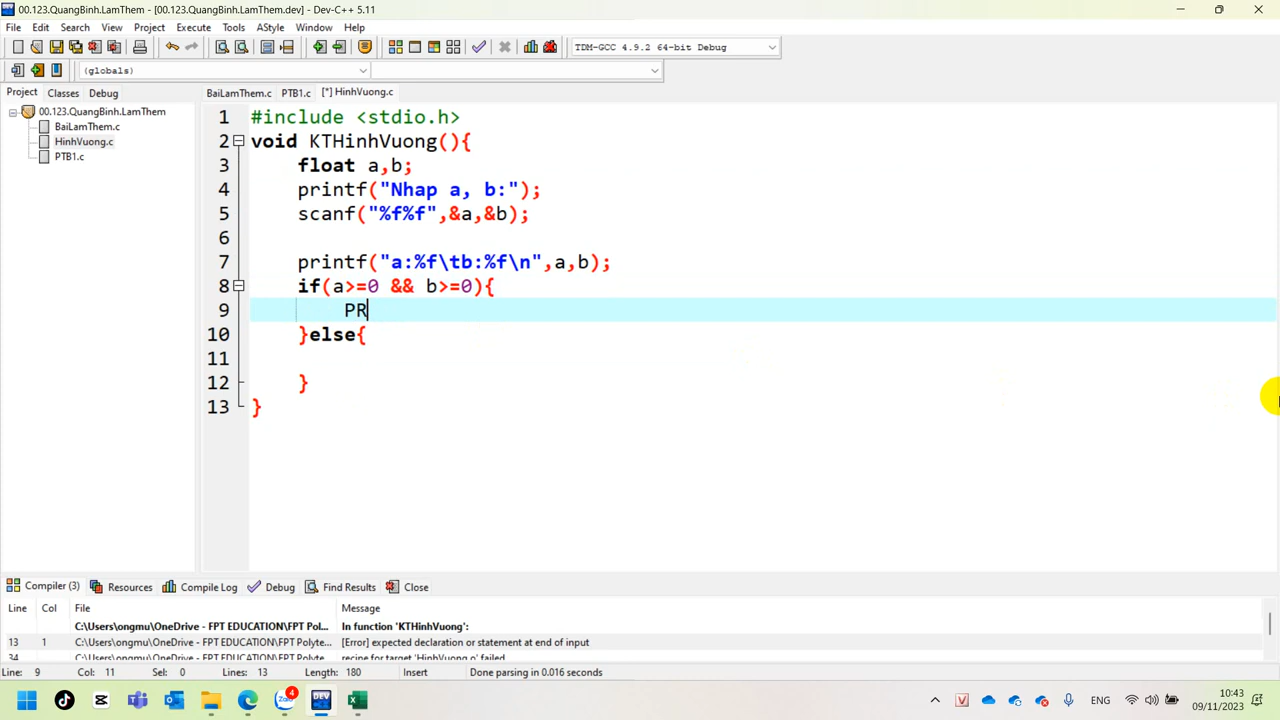 00.123.QuangBinh.LamThem - [00.123.QuangBinh.LamThem.dev] - Dev-C++ 5.11
File Edit Search View Project Execute Tools AStyle Window Help
TDM-GCC 4.9.2 64-bit Debug
(globals)
Project Classes Debug
BaiLamThem.c PTB1.c [*] HinhVuong.c
00.123.QuangBinh.LamThem
BaiLamThem.c
HinhVuong.c
PTB1.c
1 #include <stdio.h>
2 void KTHinhVuong(){
3 float a,b;
4 printf("Nhap a, b:");
5 scanf("%f%f",&a,&b);
6
7 printf("a:%f\tb:%f\n",a,b);
8 if(a>=0 && b>=0){
9 PR
10 }else{
11
12 }
13 }
Compiler (3) Resources Compile Log Debug Find Results Close
Line Col File Message
C:\Users\ongmu\OneDrive - FPT EDUCATION\FPT Pol... In function 'KTHinhVuong':
13 1 C:\Users\ongmu\OneDrive - FPT EDUCATION\FPT Polyte... [Error] expected declaration or statement at end of input
34 C:\Users\ongmu\OneDrive - FPT EDUCATION\FPT Polyte... recipe for target 'HinhVuong.o' failed
Line: 9 Col: 11 Sel: 0 Lines: 13 Length: 180 Insert Done parsing in 0.016 seconds
DEV
4
ENG
10:43
09/11/2023